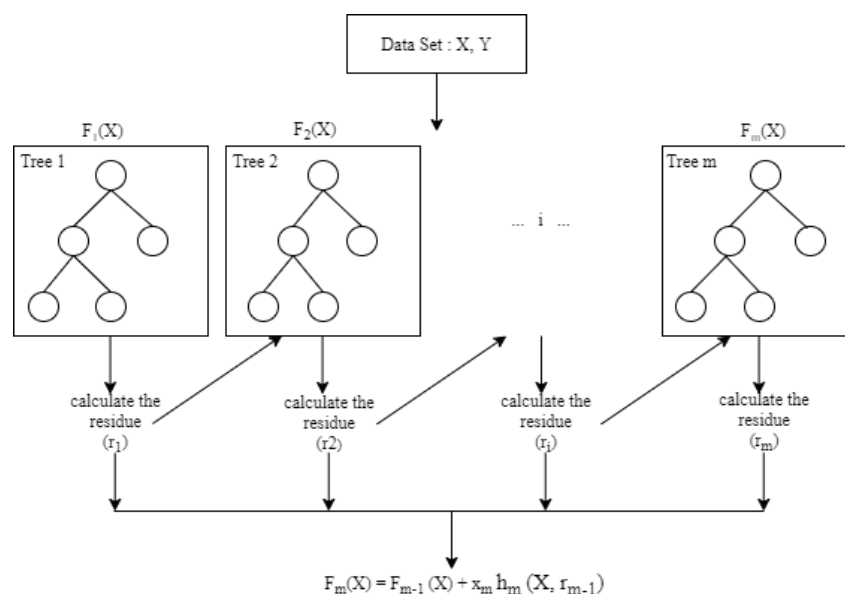 Data Set : X, Y
F₁(X)
F₂(X)
Fₘ(X)
Tree 1
Tree 2
Tree m
... i ...
calculate the
residue
(r₁)
calculate the
residue
(r2)
calculate the
residue
(rᵢ)
calculate the
residue
(rₘ)
Fₘ(X) = Fₘ₋₁ (X) + xₘ hₘ (X, rₘ₋₁)